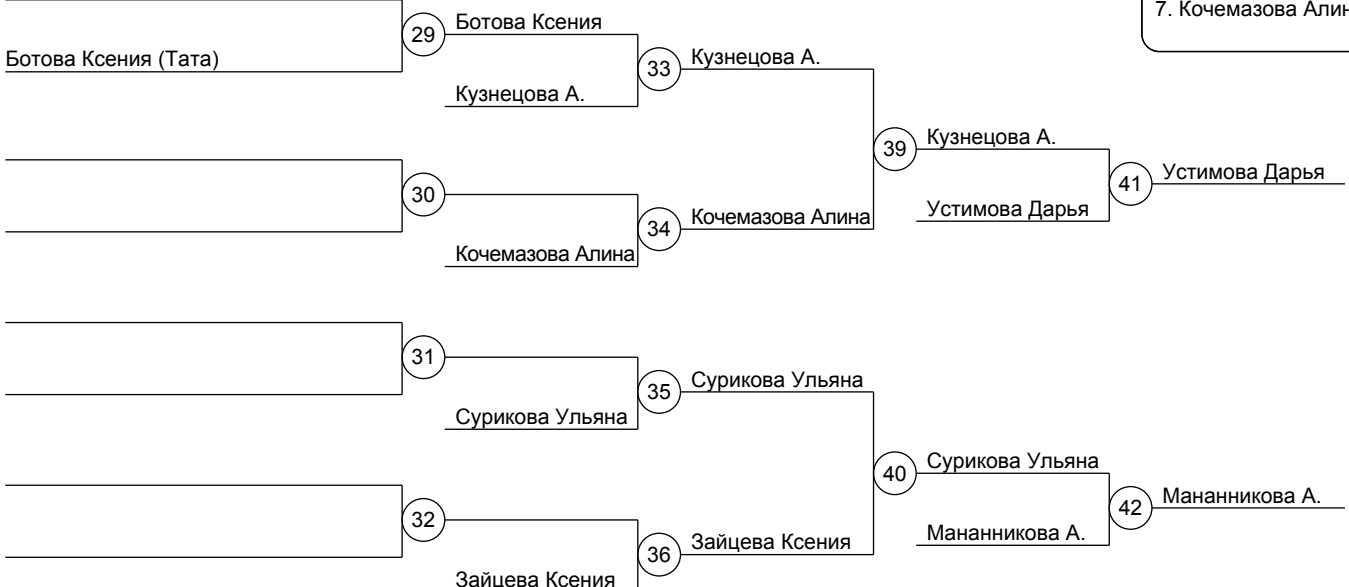 7. Кочемазова Алин
29
Ботова Ксения
Ботова Ксения (Тата)
33
Кузнецова А.
Кузнецова А.
39
Кузнецова А.
41
Устимова Дарья
30
Устимова Дарья
34
Кочемазова Алина
Кочемазова Алина
31
35
Сурикова Ульяна
Сурикова Ульяна
40
Сурикова Ульяна
42
Мананникова А.
32
Мананникова А.
36
Зайцева Ксения
Зайцева Ксения